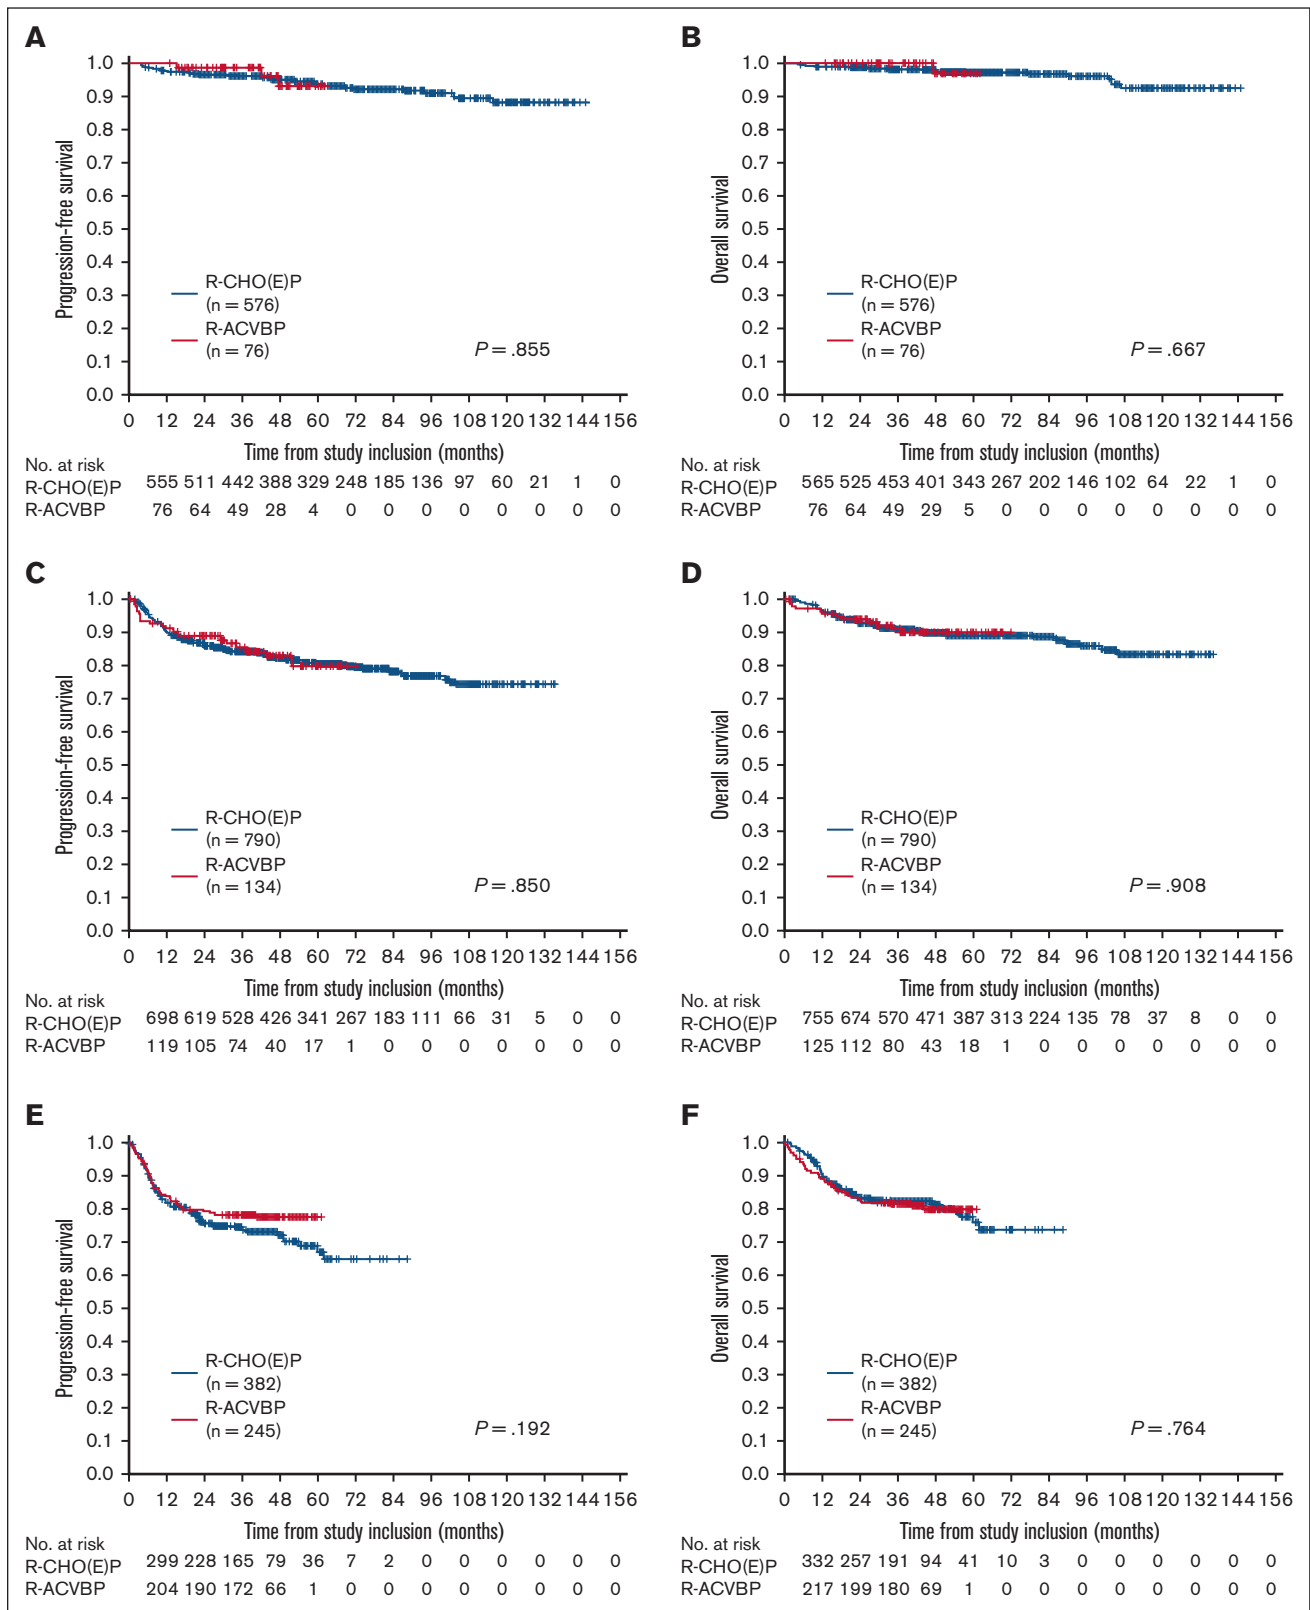 A
Progression-free survival
1.0
0.9
0.8
0.7
0.6
0.5
0.4
0.3
0.2
0.1
0.0
R-CHO(E)P
(n = 576)
R-ACVBP
(n = 76)
P = .855
0 12 24 36 48 60 72 84 96 108 120 132 144 156
Time from study inclusion (months)
No. at risk
R-CHO(E)P 555 511 442 388 329 248 185 136 97 60 21 1 0
R-ACVBP 76 64 49 28 4 0 0 0 0 0 0 0 0
B
Overall survival
1.0
0.9
0.8
0.7
0.6
0.5
0.4
0.3
0.2
0.1
0.0
R-CHO(E)P
(n = 576)
R-ACVBP
(n = 76)
P = .667
0 12 24 36 48 60 72 84 96 108 120 132 144 156
Time from study inclusion (months)
No. at risk
R-CHO(E)P 565 525 453 401 343 267 202 146 102 64 22 1 0
R-ACVBP 76 64 49 29 5 0 0 0 0 0 0 0 0
C
Progression-free survival
1.0
0.9
0.8
0.7
0.6
0.5
0.4
0.3
0.2
0.1
0.0
R-CHO(E)P
(n = 790)
R-ACVBP
(n = 134)
P = .850
0 12 24 36 48 60 72 84 96 108 120 132 144 156
Time from study inclusion (months)
No. at risk
R-CHO(E)P 698 619 528 426 341 267 183 111 66 31 5 0 0
R-ACVBP 119 105 74 40 17 1 0 0 0 0 0 0 0
D
Overall survival
1.0
0.9
0.8
0.7
0.6
0.5
0.4
0.3
0.2
0.1
0.0
R-CHO(E)P
(n = 790)
R-ACVBP
(n = 134)
P = .908
0 12 24 36 48 60 72 84 96 108 120 132 144 156
Time from study inclusion (months)
No. at risk
R-CHO(E)P 755 674 570 471 387 313 224 135 78 37 8 0 0
R-ACVBP 125 112 80 43 18 1 0 0 0 0 0 0 0
E
Progression-free survival
1.0
0.9
0.8
0.7
0.6
0.5
0.4
0.3
0.2
0.1
0.0
R-CHO(E)P
(n = 382)
R-ACVBP
(n = 245)
P = .192
0 12 24 36 48 60 72 84 96 108 120 132 144 156
Time from study inclusion (months)
No. at risk
R-CHO(E)P 299 228 165 79 36 7 2 0 0 0 0 0 0
R-ACVBP 204 190 172 66 1 0 0 0 0 0 0 0 0
F
Overall survival
1.0
0.9
0.8
0.7
0.6
0.5
0.4
0.3
0.2
0.1
0.0
R-CHO(E)P
(n = 382)
R-ACVBP
(n = 245)
P = .764
0 12 24 36 48 60 72 84 96 108 120 132 144 156
Time from study inclusion (months)
No. at risk
R-CHO(E)P 332 257 191 94 41 10 3 0 0 0 0 0 0
R-ACVBP 217 199 180 69 1 0 0 0 0 0 0 0 0